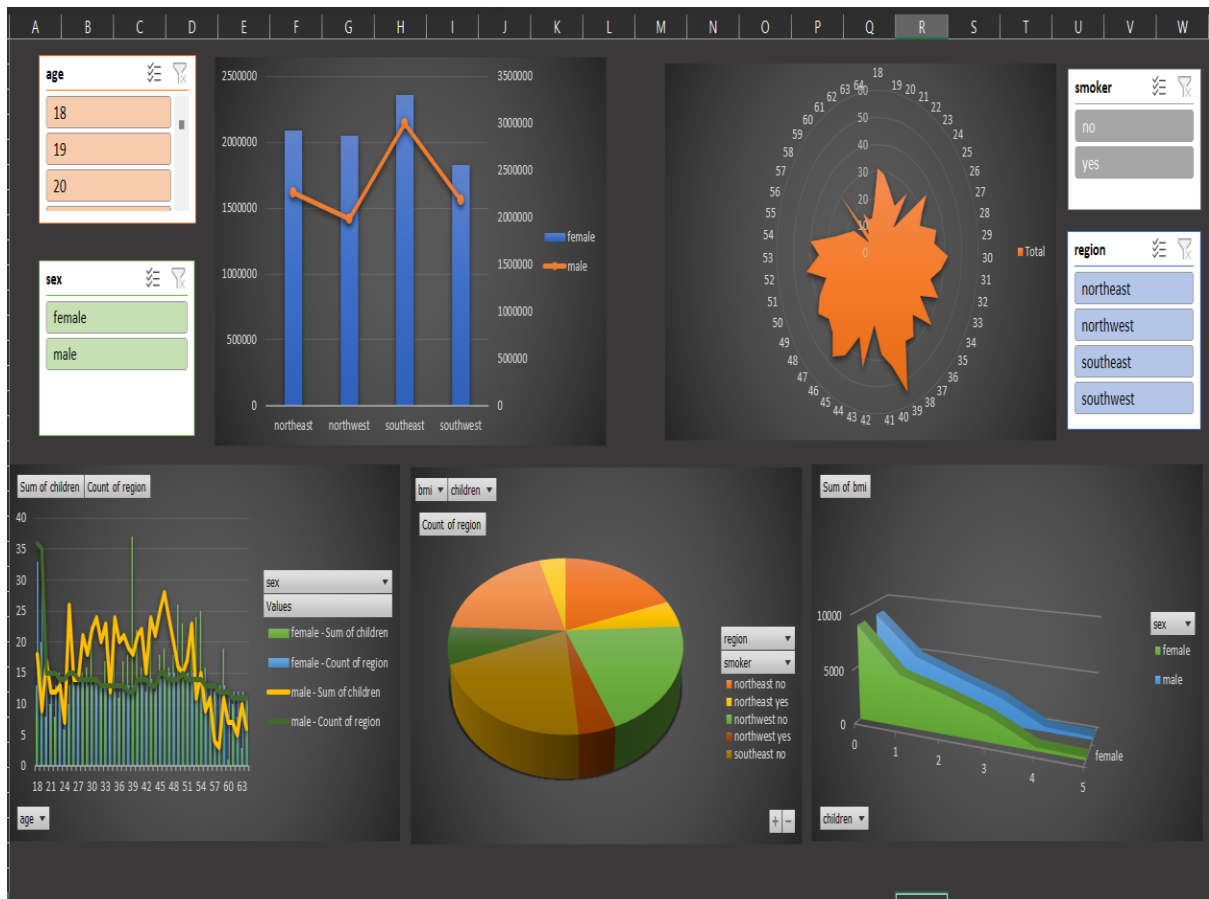 A B C D E F G H I J K L M N O P Q R S T U V W
age
18
19
20
sex
female
male
2500000
2000000
1500000
1000000
500000
0
3500000
3000000
2500000
2000000
1500000
1000000
500000
0
northeast northwest southeast southwest
female
male
18
19
20
21
22
23
24
25
26
27
28
29
30
31
32
33
34
35
36
37
38
39
40
41
42
43
44
45
46
47
48
49
50
51
52
53
54
55
56
57
58
59
60
61
62
63
64
60
50
40
30
20
10
0
Total
smoker
no
yes
region
northeast
northwest
southeast
southwest
Sum of children Count of region
40
35
30
25
20
15
10
5
0
18 21 24 27 30 33 36 39 42 45 48 51 54 57 60 63
sex
Values
female - Sum of children
female - Count of region
male - Sum of children
male - Count of region
age
bmi children
Count of region
region
smoker
northeast no
northeast yes
northwest no
northwest yes
southeast no
+ −
Sum of bmi
10000
5000
0
0 1 2 3 4 5
female
sex
female
male
children